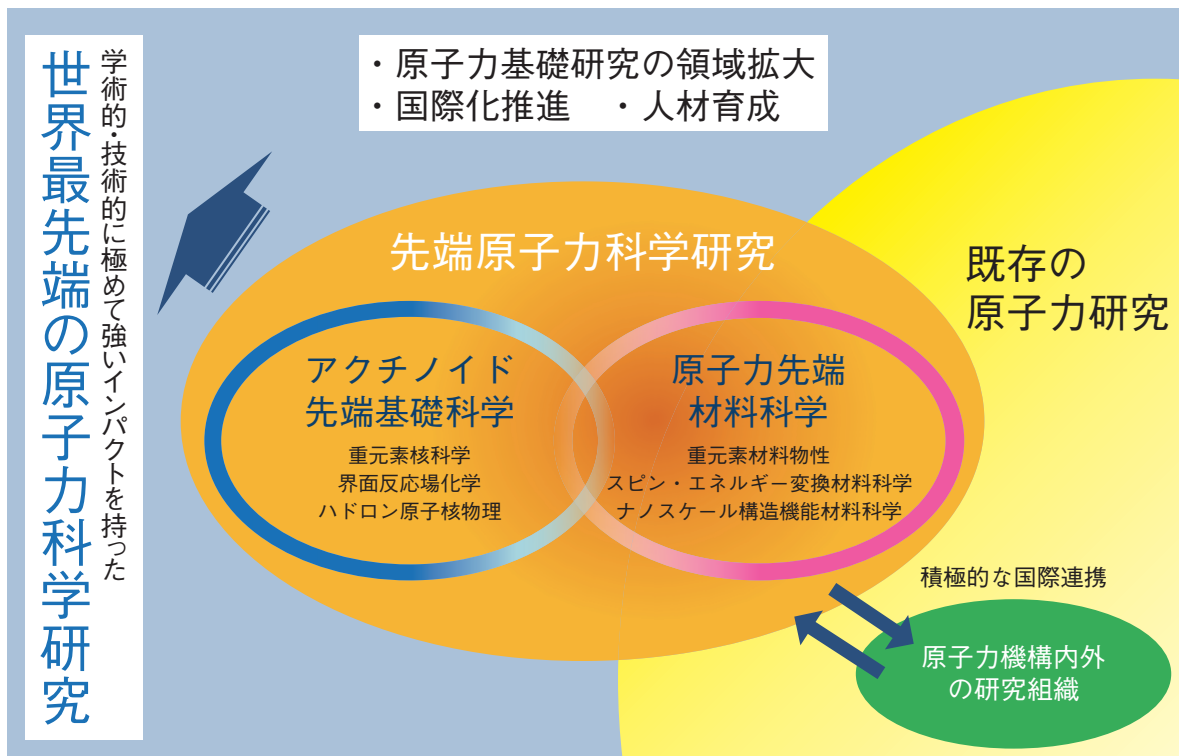 学術的・技術的に極めて強いインパクトを持った
世界最先端の原子力科学研究
・原子力基礎研究の領域拡大
・国際化推進　・人材育成
先端原子力科学研究
既存の
原子力研究
アクチノイド
先端基礎科学
重元素核科学
界面反応場化学
ハドロン原子核物理
原子力先端
材料科学
重元素材料物性
スピン・エネルギー変換材料科学
ナノスケール構造機能材料科学
積極的な国際連携
原子力機構内外
の研究組織